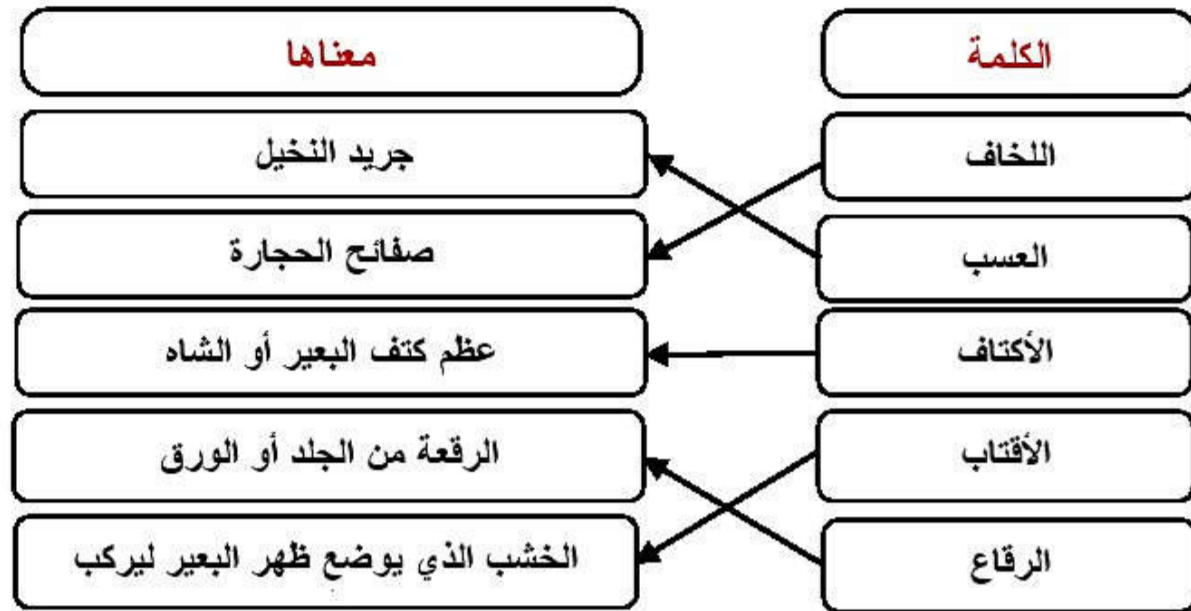 الكلمة
معناها
اللخاف
جريد النخيل
العسب
صفائح الحجارة
الأكتاف
عظم كتف البعير أو الشاه
الأقتاب
الرقعة من الجلد أو الورق
الرقاع
الخشب الذي يوضع ظهر البعير ليركب